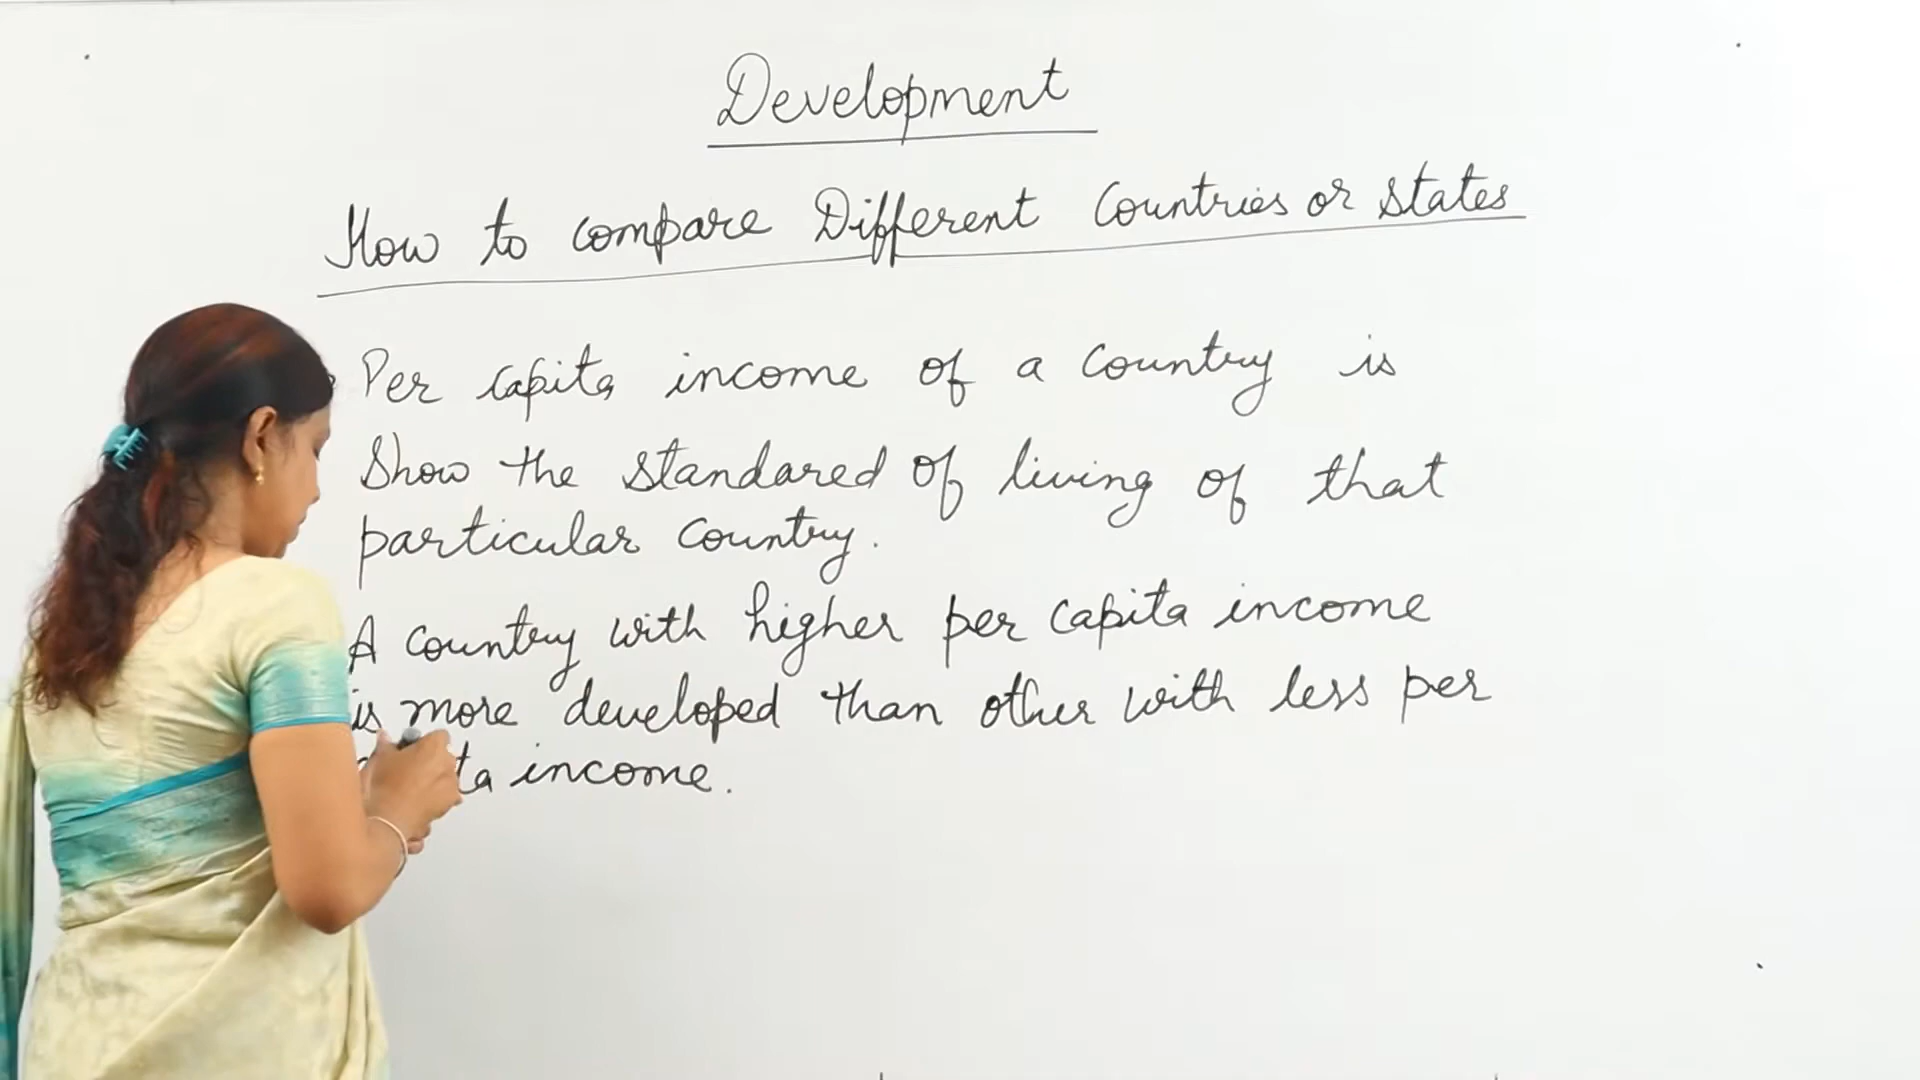 Development
How to compare Different Countries or states
Per capita income of a country is
Show the standared of living of that
particular country.
A country with higher per capita income
is more developed than other with less per
income.